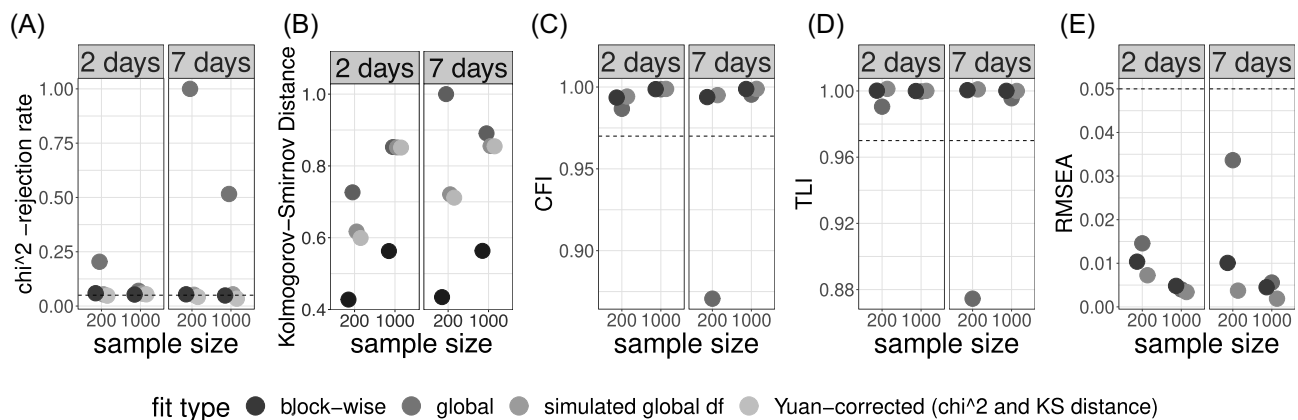 (A)
2 days
7 days
chi^2 -rejection rate
1.00
0.75
0.50
0.25
0.00
200
1000
200
1000
sample size
(B)
2 days
7 days
Kolmogorov-Smirnov Distance
1.0
0.8
0.6
0.4
200
1000
200
1000
sample size
(C)
2 days
7 days
CFI
1.00
0.95
0.90
200
1000
200
1000
sample size
(D)
2 days
7 days
TLI
1.00
0.96
0.92
0.88
200
1000
200
1000
sample size
(E)
2 days
7 days
RMSEA
0.05
0.04
0.03
0.02
0.01
0.00
200
1000
200
1000
sample size
fit type
block-wise
global
simulated global df
Yuan-corrected (chi^2 and KS distance)